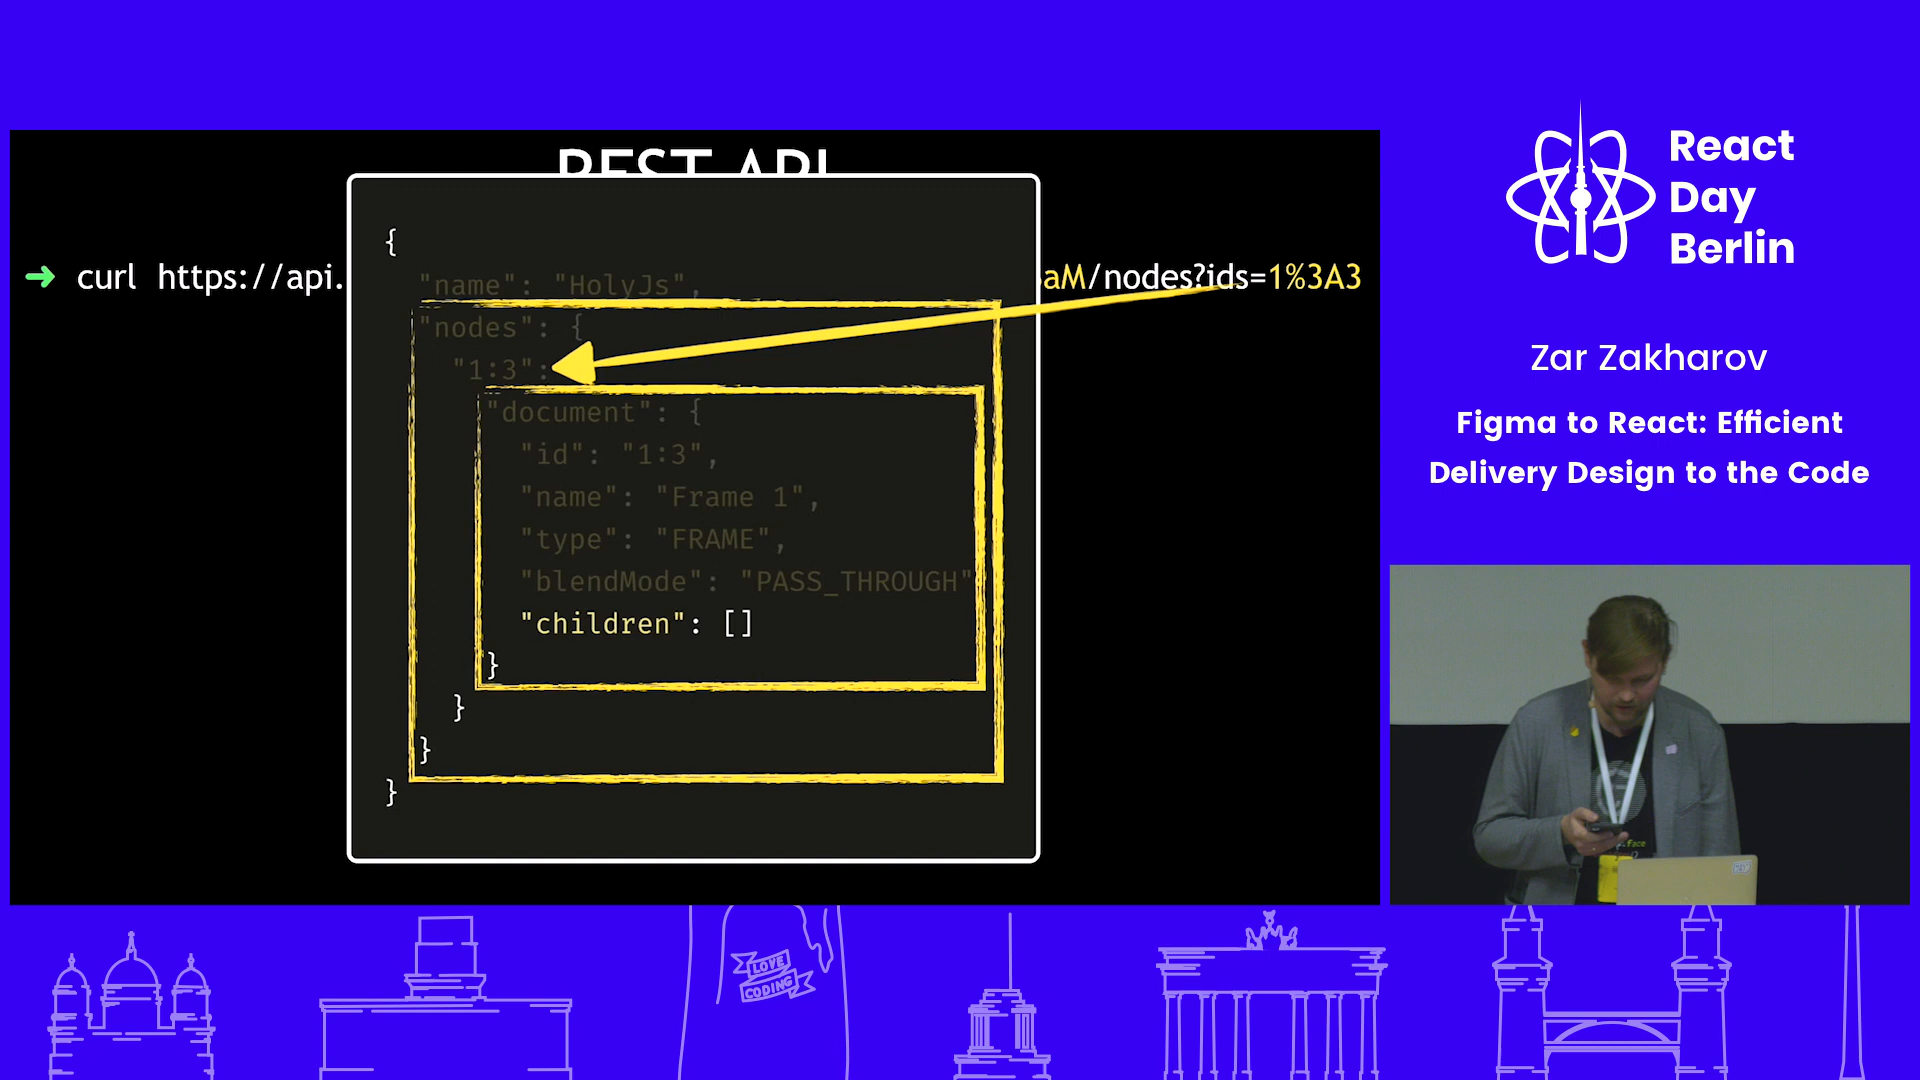 REST API
➜ curl https://api. aM/nodes?ids=1%3A3
{
"name": "HolyJs",
"nodes": {
"1:3":
"document": {
"id": "1:3",
"name": "Frame 1",
"type": "FRAME",
"blendMode": "PASS_THROUGH"
"children": []
}
}
}
}
React
Day
Berlin
Zar Zakharov
Figma to React: Efficient
Delivery Design to the Code
LOVE
CODING